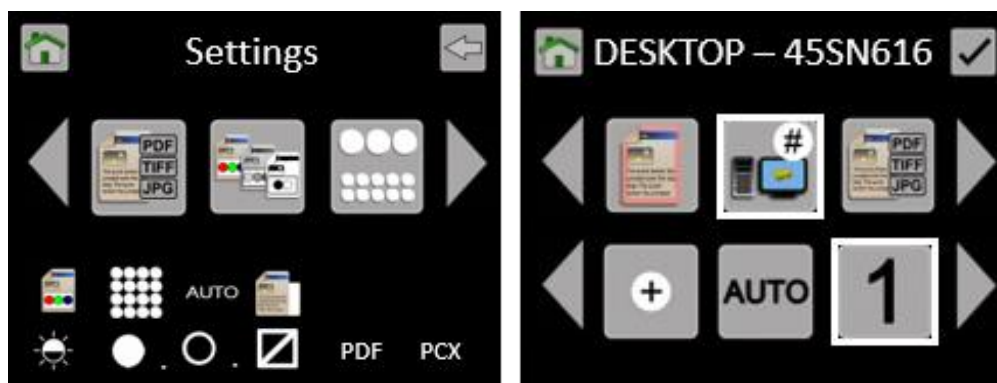 Settings
PDF
TIFF
JPG
AUTO
PDF PCX
DESKTOP – 45SN616
#
PDF
TIFF
JPG
+ AUTO 1